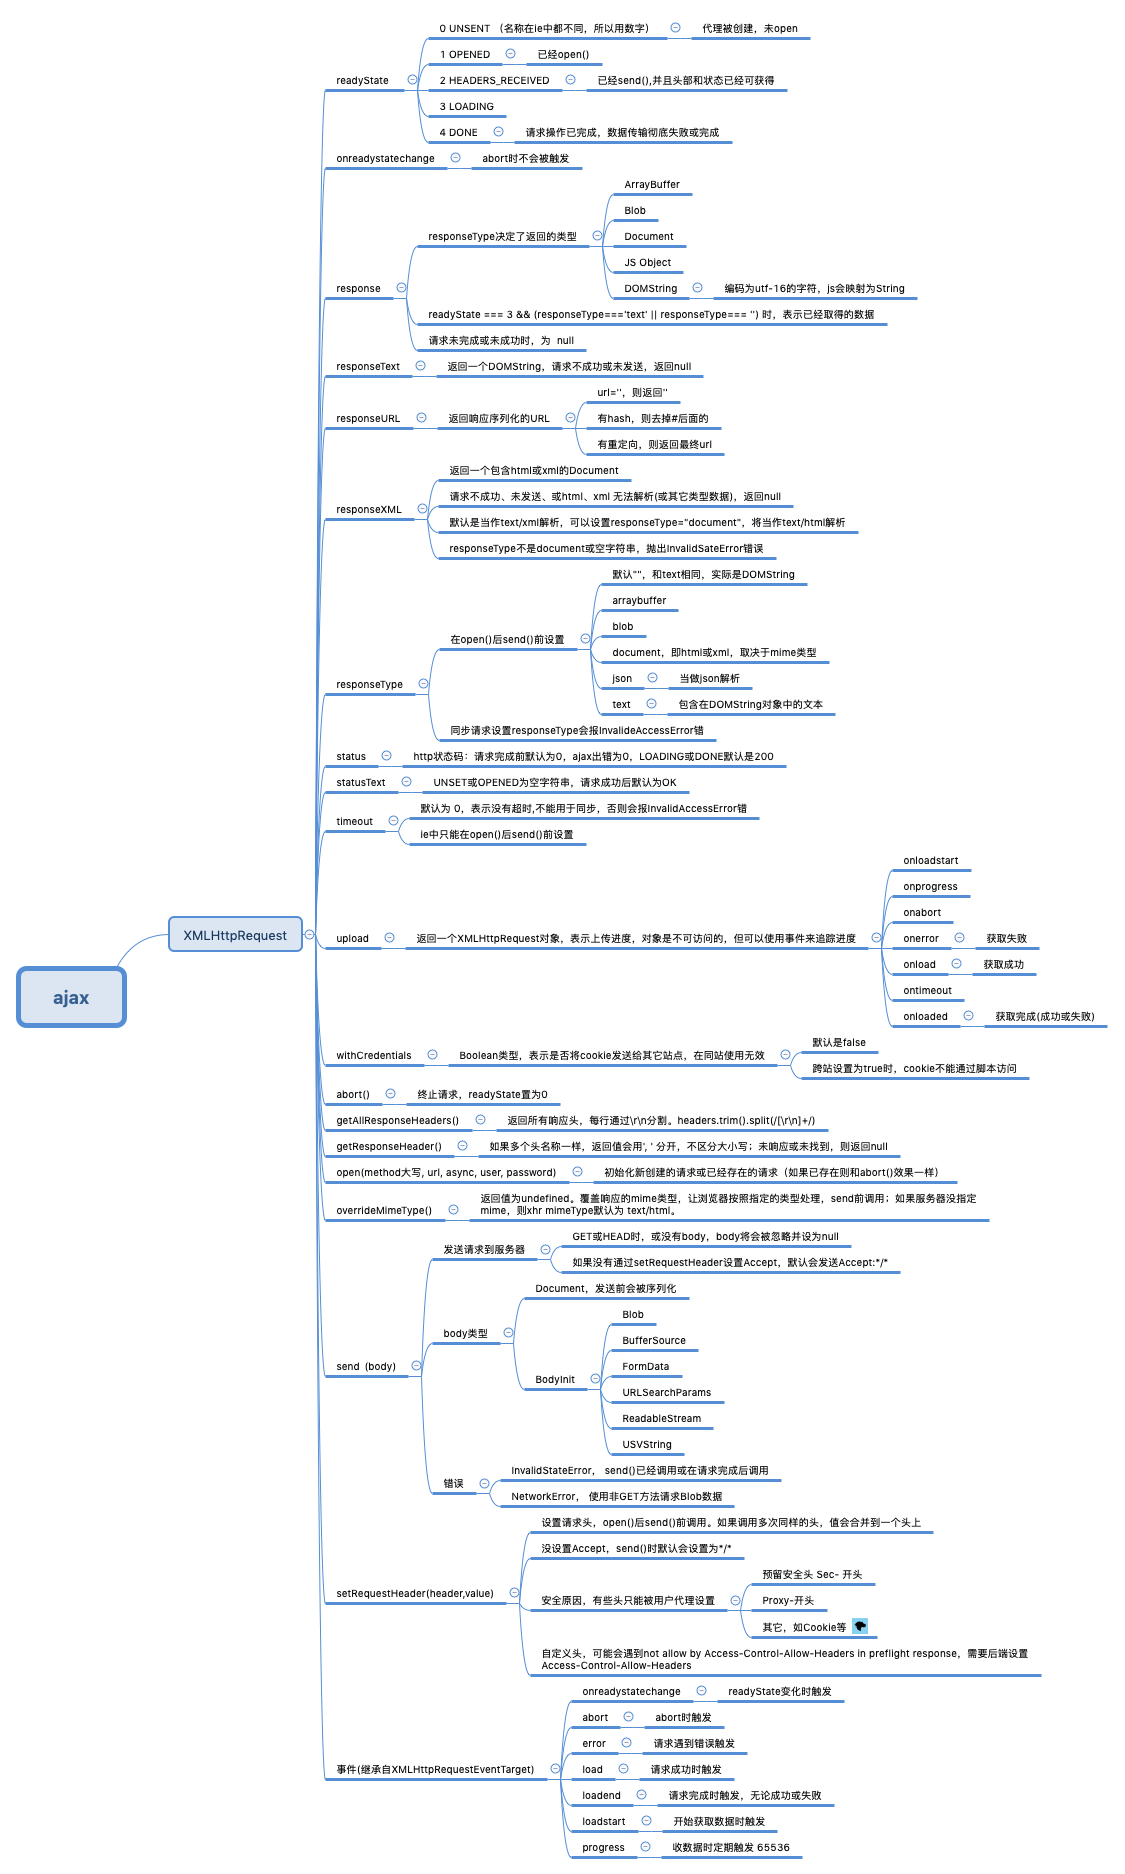 ajax
XMLHttpRequest
readyState
0 UNSENT （名称在ie中都不同，所以用数字）
代理被创建，未open
1 OPENED
已经open()
2 HEADERS_RECEIVED
已经send(),并且头部和状态已经可获得
3 LOADING
4 DONE
请求操作已完成，数据传输彻底失败或完成
onreadystatechange
abort时不会被触发
response
responseType决定了返回的类型
ArrayBuffer
Blob
Document
JS Object
DOMString
编码为utf-16的字符，js会映射为String
readyState === 3 && (responseType==='text' || responseType=== '') 时，表示已经取得的数据
请求未完成或未成功时，为 null
responseText
返回一个DOMString，请求不成功或未发送，返回null
responseURL
返回响应序列化的URL
url=''，则返回''
有hash，则去掉#后面的
有重定向，则返回最终url
responseXML
返回一个包含html或xml的Document
请求不成功、未发送、或html、xml 无法解析(或其它类型数据)，返回null
默认是当作text/xml解析，可以设置responseType="document"，将当作text/html解析
responseType不是document或空字符串，抛出InvalidSateError错误
responseType
在open()后send()前设置
默认""，和text相同，实际是DOMString
arraybuffer
blob
document，即html或xml，取决于mime类型
json
当做json解析
text
包含在DOMString对象中的文本
同步请求设置responseType会报InvalideAccessError错
status
http状态码：请求完成前默认为0，ajax出错为0，LOADING或DONE默认是200
statusText
UNSET或OPENED为空字符串，请求成功后默认为OK
timeout
默认为 0，表示没有超时,不能用于同步，否则会报InvalidAccessError错
ie中只能在open()后send()前设置
upload
返回一个XMLHttpRequest对象，表示上传进度，对象是不可访问的，但可以使用事件来追踪进度
onloadstart
onprogress
onabort
onerror
获取失败
onload
获取成功
ontimeout
onloaded
获取完成(成功或失败)
withCredentials
Boolean类型，表示是否将cookie发送给其它站点，在同站使用无效
默认是false
跨站设置为true时，cookie不能通过脚本访问
abort()
终止请求，readyState置为0
getAllResponseHeaders()
返回所有响应头，每行通过\r\n分割。headers.trim().split(/[\r\n]+/)
getResponseHeader()
如果多个头名称一样，返回值会用', ' 分开，不区分大小写；未响应或未找到，则返回null
open(method大写, url, async, user, password)
初始化新创建的请求或已经存在的请求（如果已存在则和abort()效果一样）
overrideMimeType()
返回值为undefined。覆盖响应的mime类型，让浏览器按照指定的类型处理，send前调用；如果服务器没指定
mime，则xhr mimeType默认为 text/html。
send（body)
发送请求到服务器
GET或HEAD时，或没有body，body将会被忽略并设为null
如果没有通过setRequestHeader设置Accept，默认会发送Accept:*/*
body类型
Document，发送前会被序列化
BodyInit
Blob
BufferSource
FormData
URLSearchParams
ReadableStream
USVString
错误
InvalidStateError， send()已经调用或在请求完成后调用
NetworkError， 使用非GET方法请求Blob数据
setRequestHeader(header,value)
设置请求头，open()后send()前调用。如果调用多次同样的头，值会合并到一个头上
没设置Accept，send()时默认会设置为*/*
安全原因，有些头只能被用户代理设置
预留安全头 Sec- 开头
Proxy-开头
其它，如Cookie等
自定义头，可能会遇到not allow by Access-Control-Allow-Headers in preflight response，需要后端设置
Access-Control-Allow-Headers
事件(继承自XMLHttpRequestEventTarget)
onreadystatechange
readyState变化时触发
abort
abort时触发
error
请求遇到错误触发
load
请求成功时触发
loadend
请求完成时触发，无论成功或失败
loadstart
开始获取数据时触发
progress
收数据时定期触发 65536